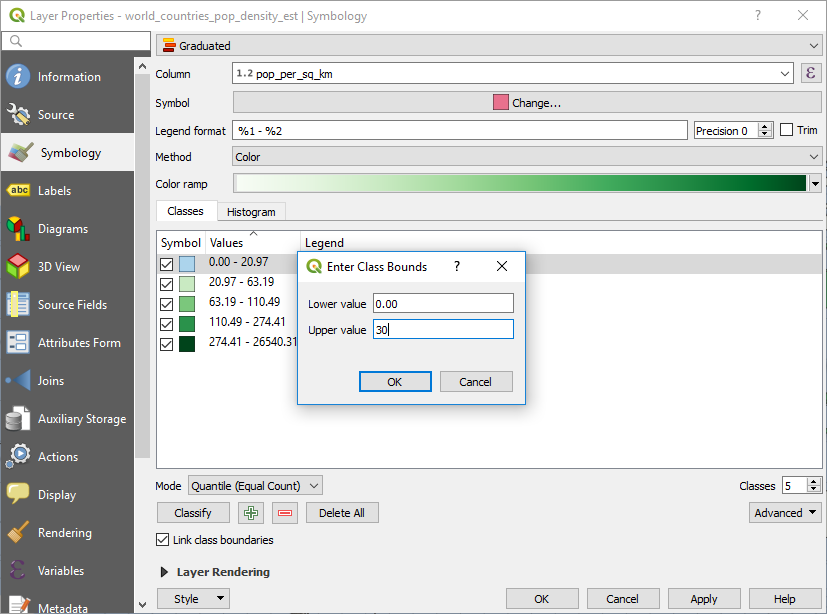 Layer Properties - world_countries_pop_density_est | Symbology
Information
Source
Symbology
abc Labels
Diagrams
3D View
Source Fields
Attributes Form
Joins
Auxiliary Storage
Actions
Display
Rendering
Variables
Metadata
Graduated
Column 1.2 pop_per_sq_km ε
Symbol Change...
Legend format %1 - %2 Precision 0 Trim
Method Color
Color ramp
Classes Histogram
Symbol Values Legend
0.00 - 20.97
20.97 - 63.19
63.19 - 110.49
110.49 - 274.41
274.41 - 26540.31
Enter Class Bounds ?
Lower value 0.00
Upper value 30
OK Cancel
Mode Quantile (Equal Count) Classes 5
Classify Delete All Advanced
Link class boundaries
Layer Rendering
Style OK Cancel Apply Help